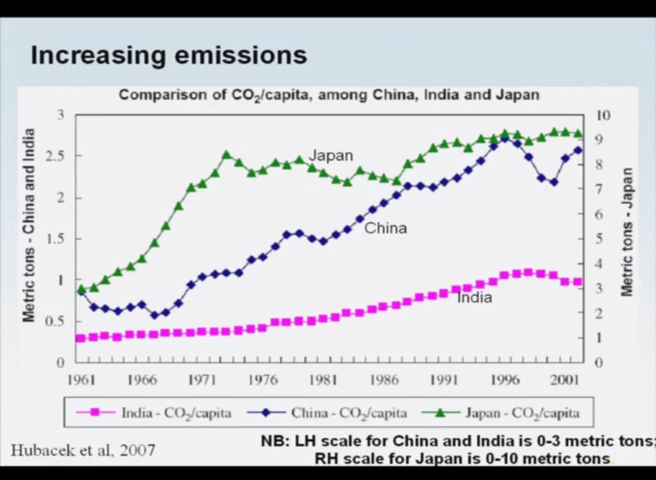 Increasing emissions
Comparison of CO2/capita, among China, India and Japan
Metric tons - China and India
3
2.5
2
1.5
1
0.5
0
10
9
8
7
6
5
4
3
2
1
0
Metric tons - Japan
Japan
China
India
1961 1966 1971 1976 1981 1986 1991 1996 2001
India - CO2/capita China - CO2/capita Japan - CO2/capita
Hubacek et al, 2007
NB: LH scale for China and India is 0-3 metric tons;
RH scale for Japan is 0-10 metric tons.